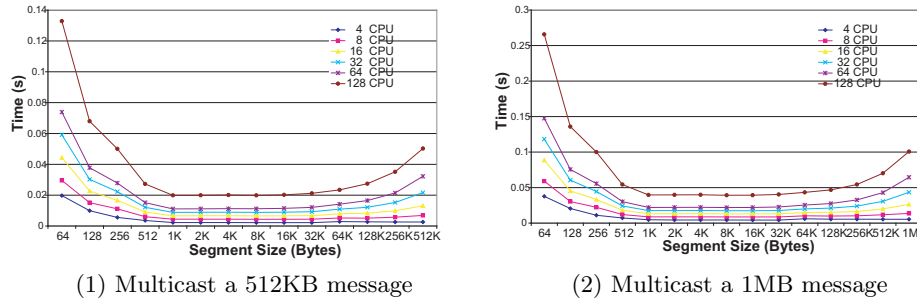 0.14
0.12
0.1
0.08
0.06
0.04
0.02
0
Time (s)
4 CPU
8 CPU
16 CPU
32 CPU
64 CPU
128 CPU
64 128 256 512 1K 2K 4K 8K 16K 32K 64K 128K 256K 512K
Segment Size (Bytes)
(1) Multicast a 512KB message
0.3
0.25
0.2
0.15
0.1
0.05
0
Time (s)
4 CPU
8 CPU
16 CPU
32 CPU
64 CPU
128 CPU
64 128 256 512 1K 2K 4K 8K 16K 32K 64K 128K 256K 512K 1M
Segment Size (Bytes)
(2) Multicast a 1MB message